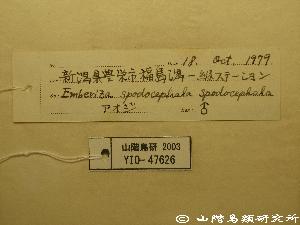 18. Oct. 1979
新潟県豊栄市福島潟一級ステーション
Emberiza spodocephala spodocephala
アオジ ♂
山階鳥研 2003
YIO-47626
© 山階鳥類研究所